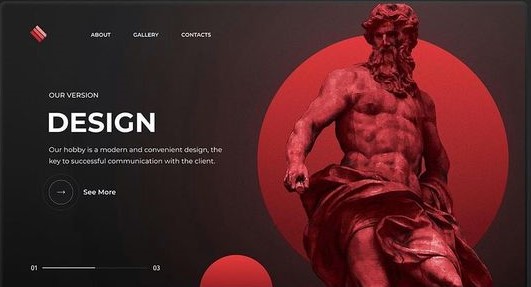 ABOUT GALLERY CONTACTS
OUR VERSION
DESIGN
Our hobby is a modern and convenient design, the
key to successful communication with the client.
See More
01 03